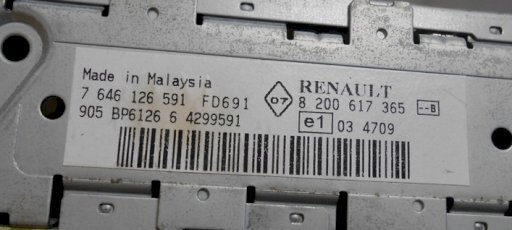 Made in Malaysia
7 646 126 591 FD691
905 BP6126 6 4299591
07
RENAULT
8 200 617 365 --B
e1 03 4709